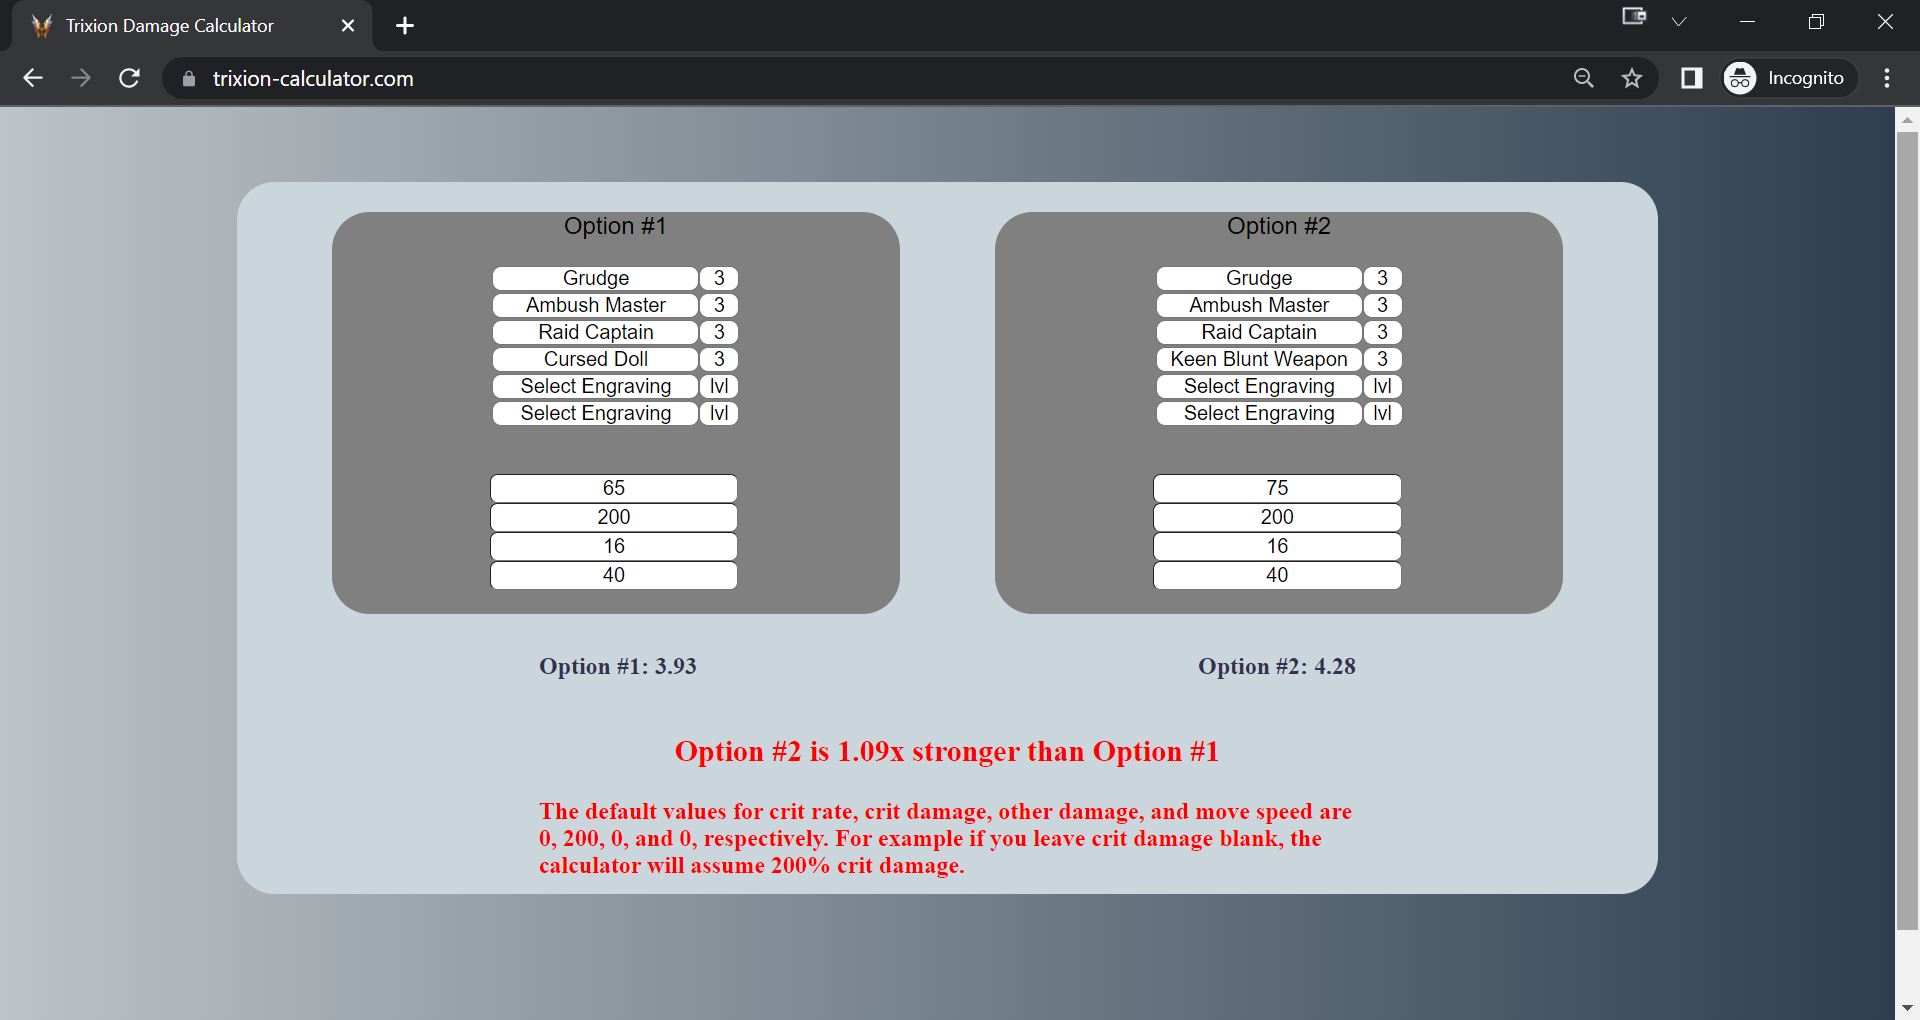 Trixion Damage Calculator
trixion-calculator.com
Incognito
Option #1
Grudge 3
Ambush Master 3
Raid Captain 3
Cursed Doll 3
Select Engraving lvl
Select Engraving lvl
65
200
16
40
Option #2
Grudge 3
Ambush Master 3
Raid Captain 3
Keen Blunt Weapon 3
Select Engraving lvl
Select Engraving lvl
75
200
16
40
Option #1: 3.93
Option #2: 4.28
Option #2 is 1.09x stronger than Option #1
The default values for crit rate, crit damage, other damage, and move speed are
0, 200, 0, and 0, respectively. For example if you leave crit damage blank, the
calculator will assume 200% crit damage.